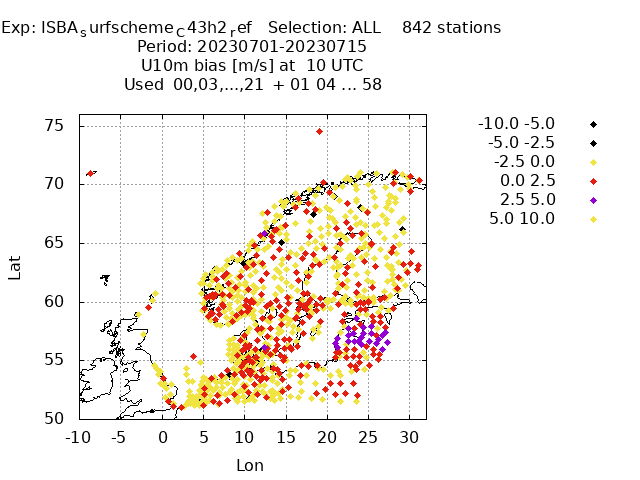 Exp: ISBAsurfschemeC43h2ref   Selection: ALL    842 stations
Period: 20230701-20230715
U10m bias [m/s] at  10 UTC
Used  00,03,...,21  + 01 04 ... 58
-10.0 -5.0
-5.0 -2.5
-2.5 0.0
0.0 2.5
2.5 5.0
5.0 10.0
75
70
65
60
55
50
Lat
-10 -5 0 5 10 15 20 25 30
Lon